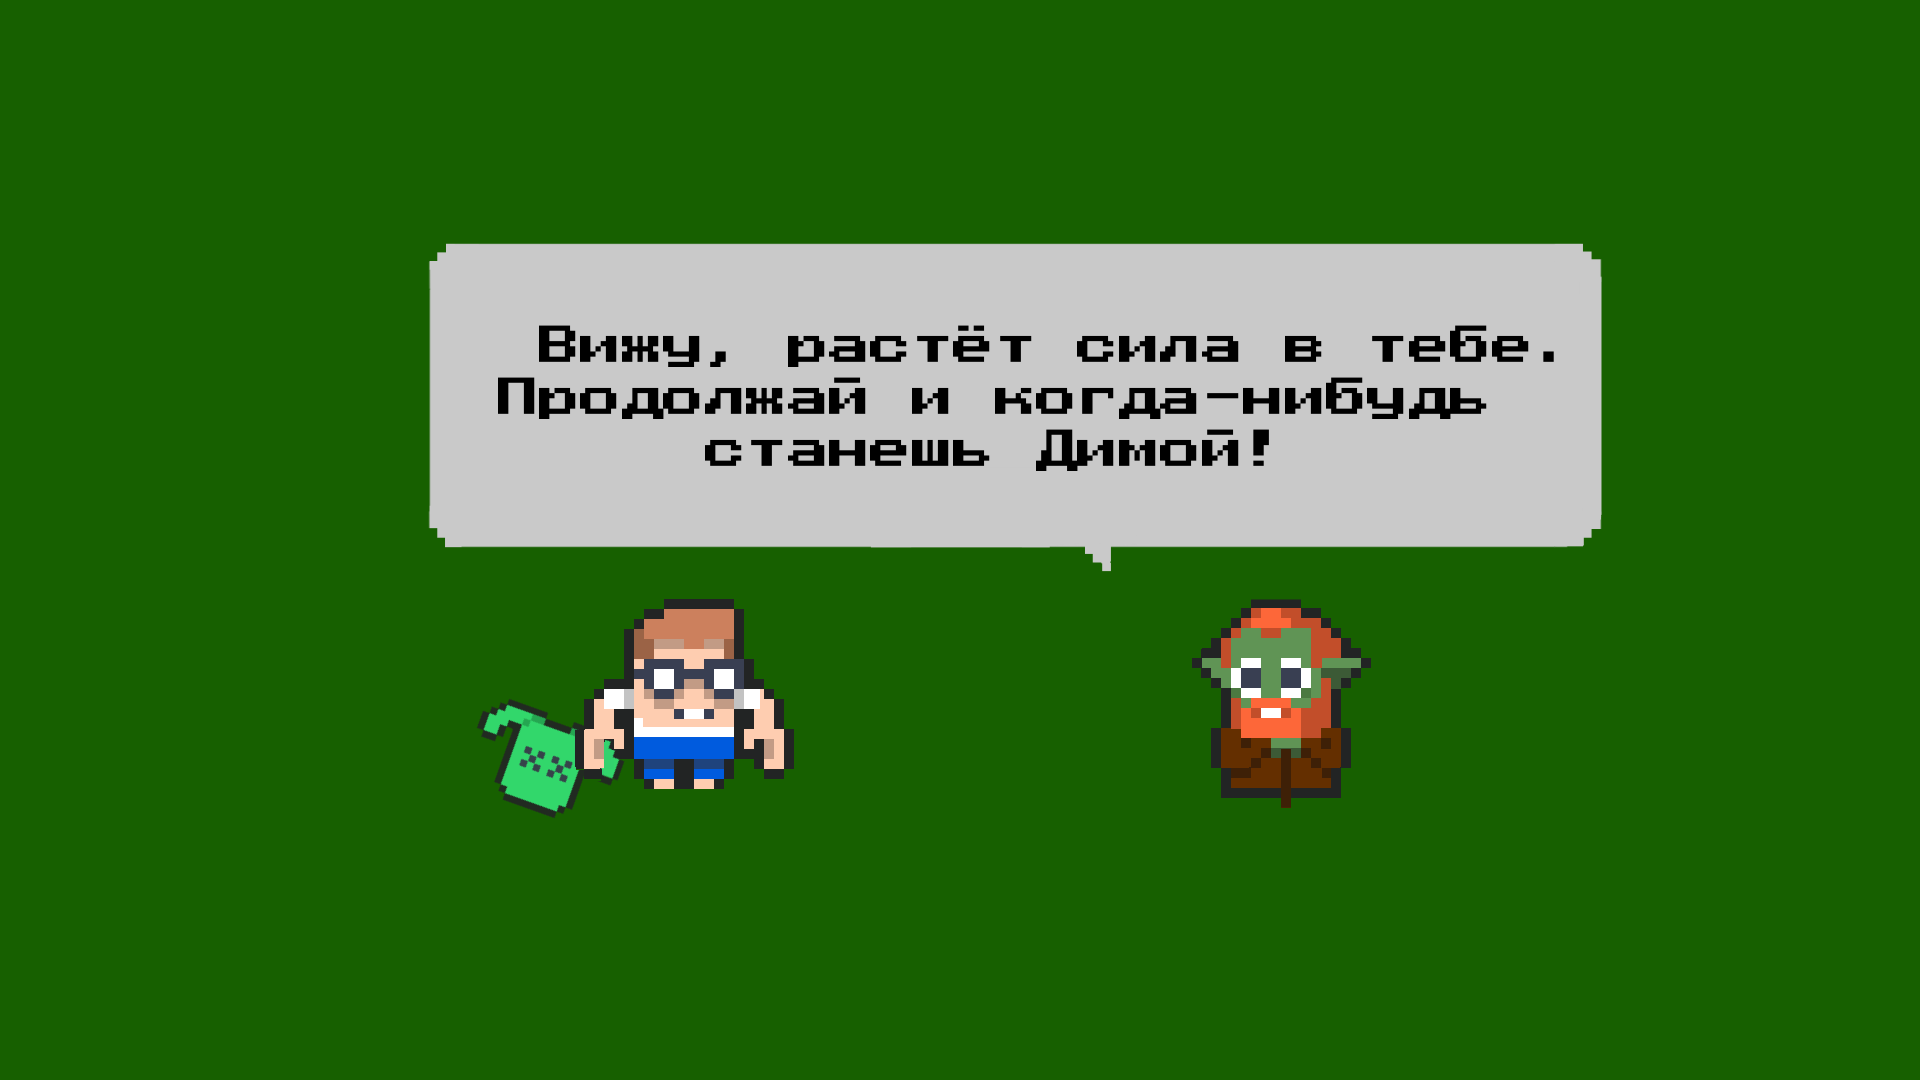 Вижу, растёт сила в тебе.
Продолжай и когда-нибудь
станешь Димой!